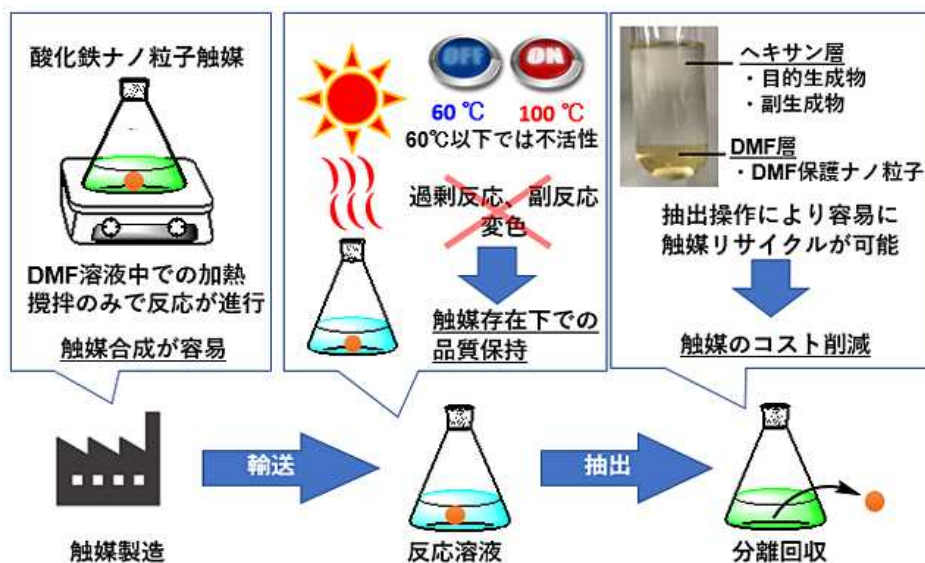 酸化鉄ナノ粒子触媒
DMF溶液中での加熱
攪拌のみで反応が進行
触媒合成が容易
OFF
ON
60 ℃
100 ℃
60℃以下では不活性
過剰反応、副反応
変色
触媒存在下での
品質保持
ヘキサン層
・目的生成物
・副生成物
DMF層
・DMF保護ナノ粒子
抽出操作により容易に
触媒リサイクルが可能
触媒のコスト削減
輸送
抽出
触媒製造
反応溶液
分離回収